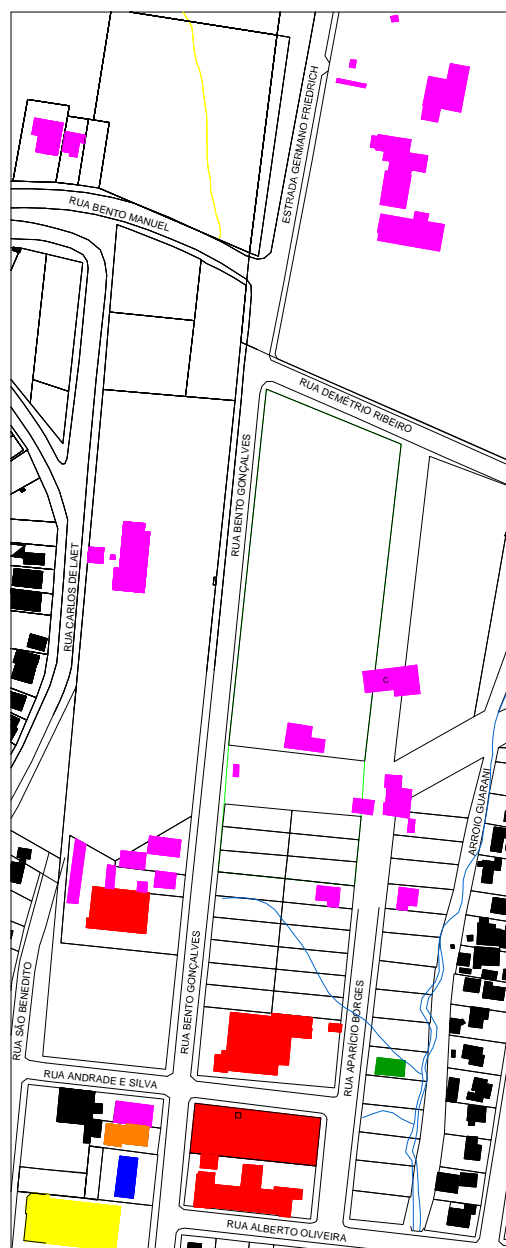 ESTRADA GERMANO FRIEDRICH
RUA BENTO MANUEL
RUA DEMÉTRIO RIBEIRO
RUA BENTO GONÇALVES
RUA CARLOS DE LAET
C
ARROIO GUARANI
RUA BENTO GONÇALVES
RUA SÃO BENEDITO
RUA APARÍCIO BORGES
RUA ANDRADE E SILVA
RUA ALBERTO OLIVEIRA